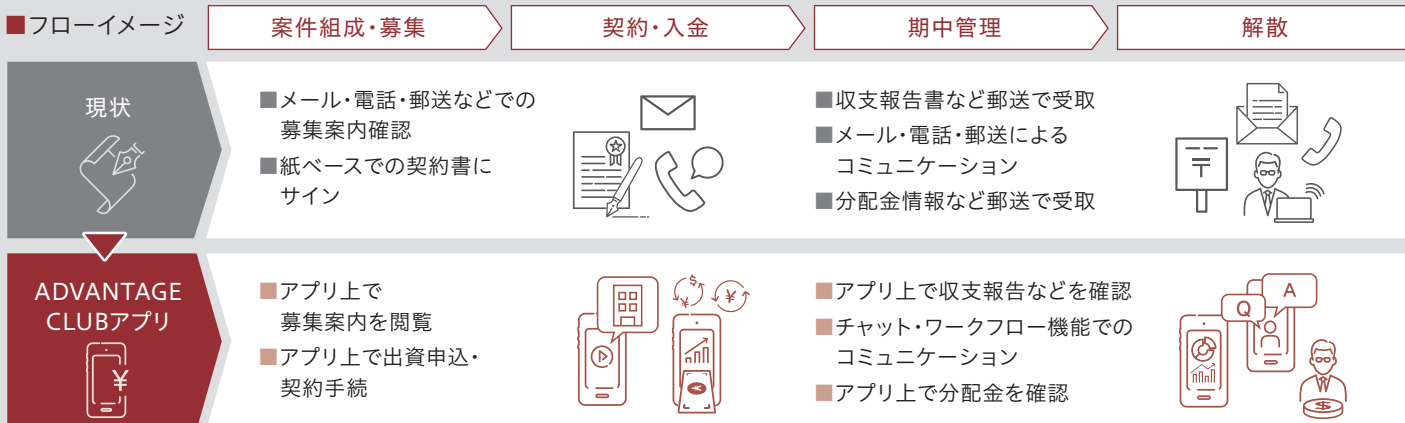 ■フローイメージ
案件組成・募集
契約・入金
期中管理
解散
現状
■メール・電話・郵送などでの
募集案内確認
■紙ベースでの契約書に
サイン
■収支報告書など郵送で受取
■メール・電話・郵送による
コミュニケーション
■分配金情報など郵送で受取
〒
ADVANTAGE
CLUBアプリ
¥
■アプリ上で
募集案内を閲覧
■アプリ上で出資申込・
契約手続
$
¥
¥
■アプリ上で収支報告などを確認
■チャット・ワークフロー機能での
コミュニケーション
■アプリ上で分配金を確認
Q
A
$